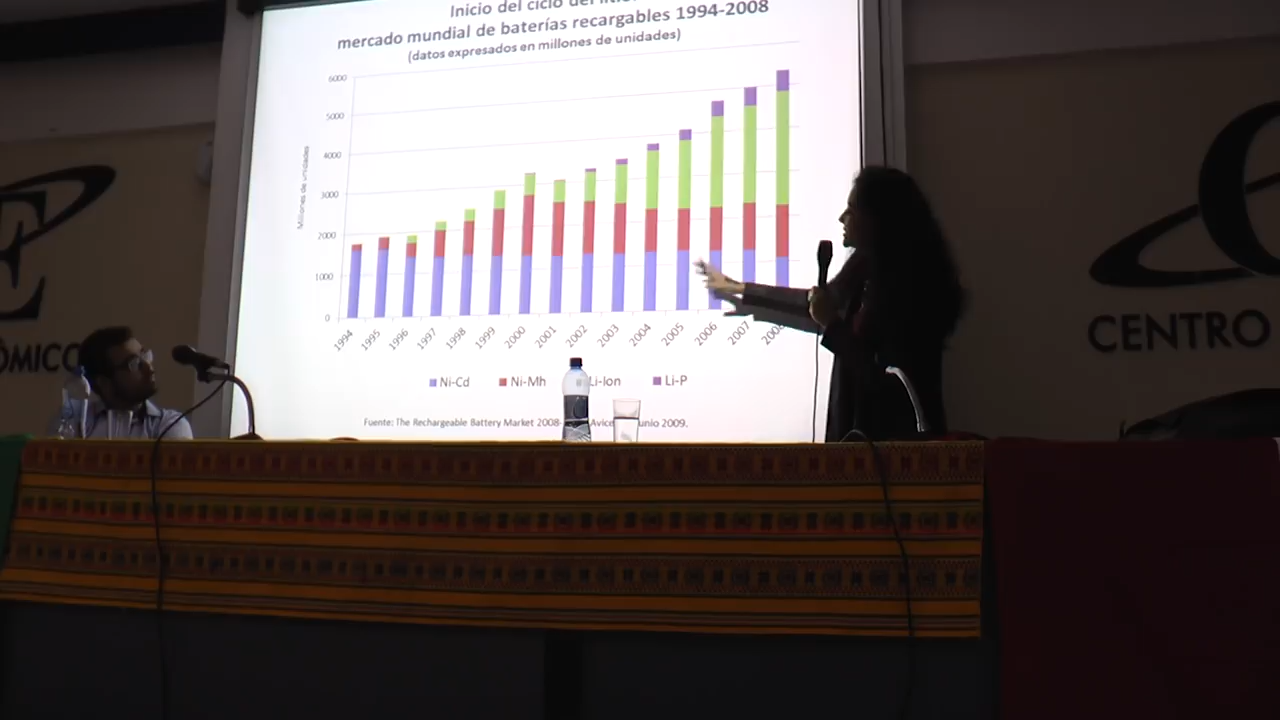 Inicio del ciclo del
mercado mundial de baterías recargables 1994-2008
(datos expresados en millones de unidades)
Millones de unidades
6000
5000
4000
3000
2000
1000
0
1994 1995 1996 1997 1998 1999 2000 2001 2002 2003 2004 2005 2006 2007 2008
Ni-Cd Ni-Mh Li-Ion Li-P
Fuente: The Rechargeable Battery Market 2008- Avice unio 2009.
E
ÔMICO
e
CENTRO